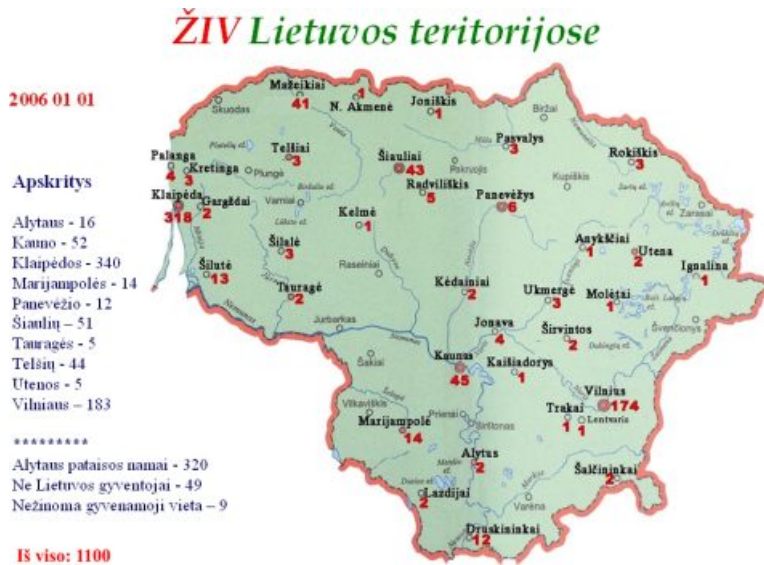 ŽIV Lietuvos teritorijose
2006 01 01
Apskritys
Alytaus - 16
Kauno - 52
Klaipėdos - 340
Marijampolės - 14
Panevėžio - 12
Šiaulių – 51
Tauragės - 5
Telšių - 44
Utenos - 5
Vilniaus – 183
*********
Alytaus pataisos namai - 320
Ne Lietuvos gyventojai - 49
Nežinoma gyvenamoji vieta – 9
Iš viso: 1100
Skuodas
Mažeikiai
41
1
N. Akmenė
Joniškis
1
Biržai
Pasvalys
3
Rokiškis
3
Palanga
4
Kretinga
3
Plungė
Telšiai
3
Šiauliai
43
Pakruojis
Radviliškis
5
Panevėžys
6
Kupiškis
Zarasai
Klaipėda
318
Gargždai
2
Varniai
Kelmė
1
Šilalė
3
Šilutė
13
Raseiniai
Tauragė
2
Kėdainiai
2
Anykščiai
1
Utena
2
Ignalina
1
Ukmergė
3
Molėtai
1
Jurbarkas
Nemunas
Jonava
4
Širvintos
2
Švenčionys
Šakiai
Kaunas
45
Kaišiadorys
1
Vilnius
174
Vilkaviškis
Prienai
Birštonas
Trakai
1
Lentvaris
1
Marijampolė
14
Alytus
2
Šalčininkai
2
Lazdijai
2
Varėna
Druskininkai
12